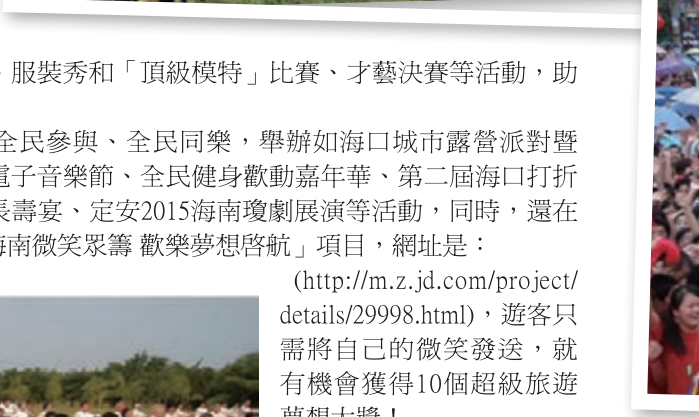 服裝秀和「頂級模特」比賽、才藝決賽等活動，助
全民參與、全民同樂，舉辦如海口城市露營派對暨
電子音樂節、全民健身歡動嘉年華、第二屆海口打折
長壽宴、定安2015海南瓊劇展演等活動，同時，還在
海南微笑眾籌 歡樂夢想啓航」項目，網址是：
(http://m.z.jd.com/project/
details/29998.html)，遊客只
需將自己的微笑發送，就
有機會獲得10個超級旅遊
夢想大獎！